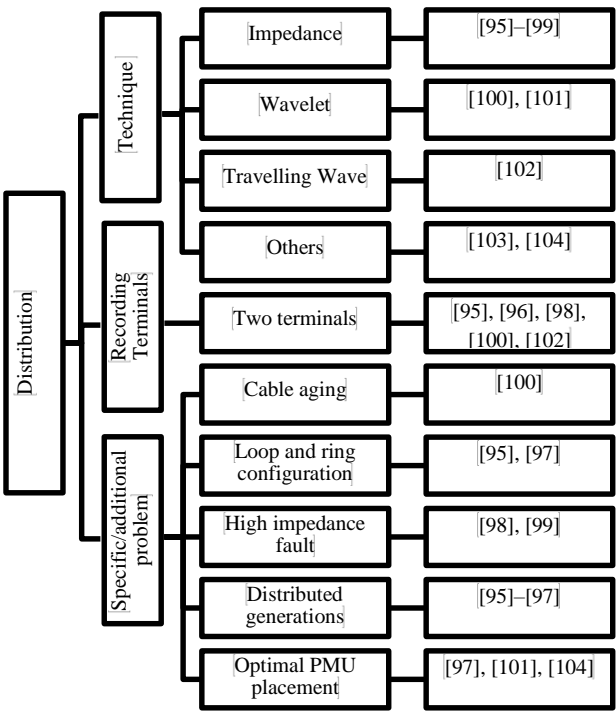 Distribution
Technique
Impedance
[95]–[99]
Wavelet
[100], [101]
Travelling Wave
[102]
Others
[103], [104]
Recording
Terminals
Two terminals
[95], [96], [98],
[100], [102]
Specific/additional
problem
Cable aging
[100]
Loop and ring
configuration
[95], [97]
High impedance
fault
[98], [99]
Distributed
generations
[95]–[97]
Optimal PMU
placement
[97], [101], [104]